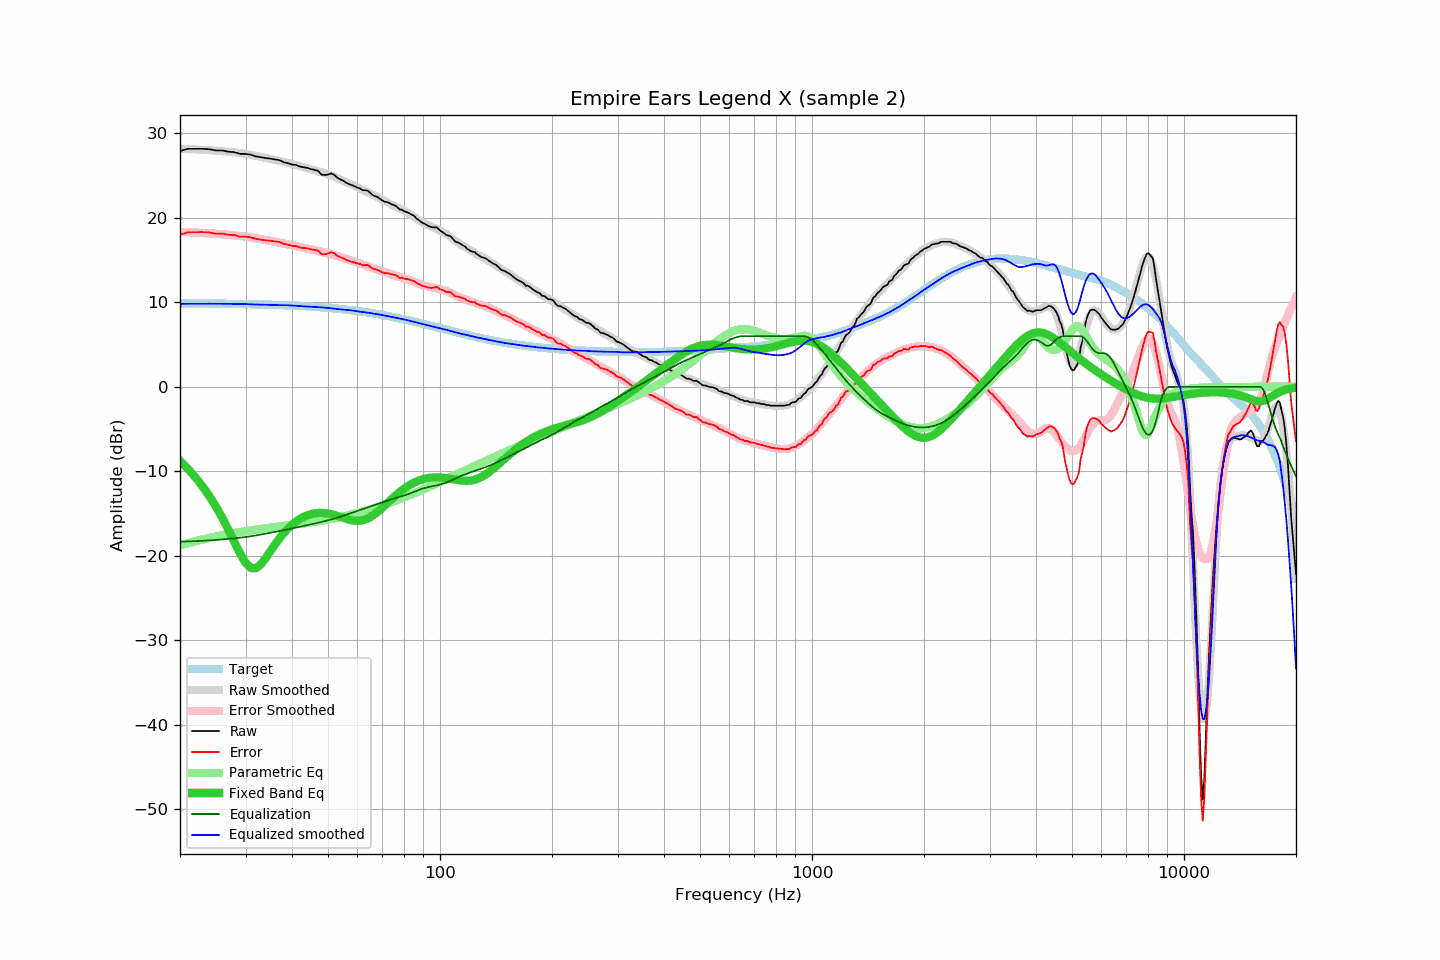 Empire Ears Legend X (sample 2)
30
20
10
0
−10
−20
−30
−40
−50
Amplitude (dBr)
Target
Raw Smoothed
Error Smoothed
Raw
Error
Parametric Eq
Fixed Band Eq
Equalization
Equalized smoothed
100
1000
10000
Frequency (Hz)